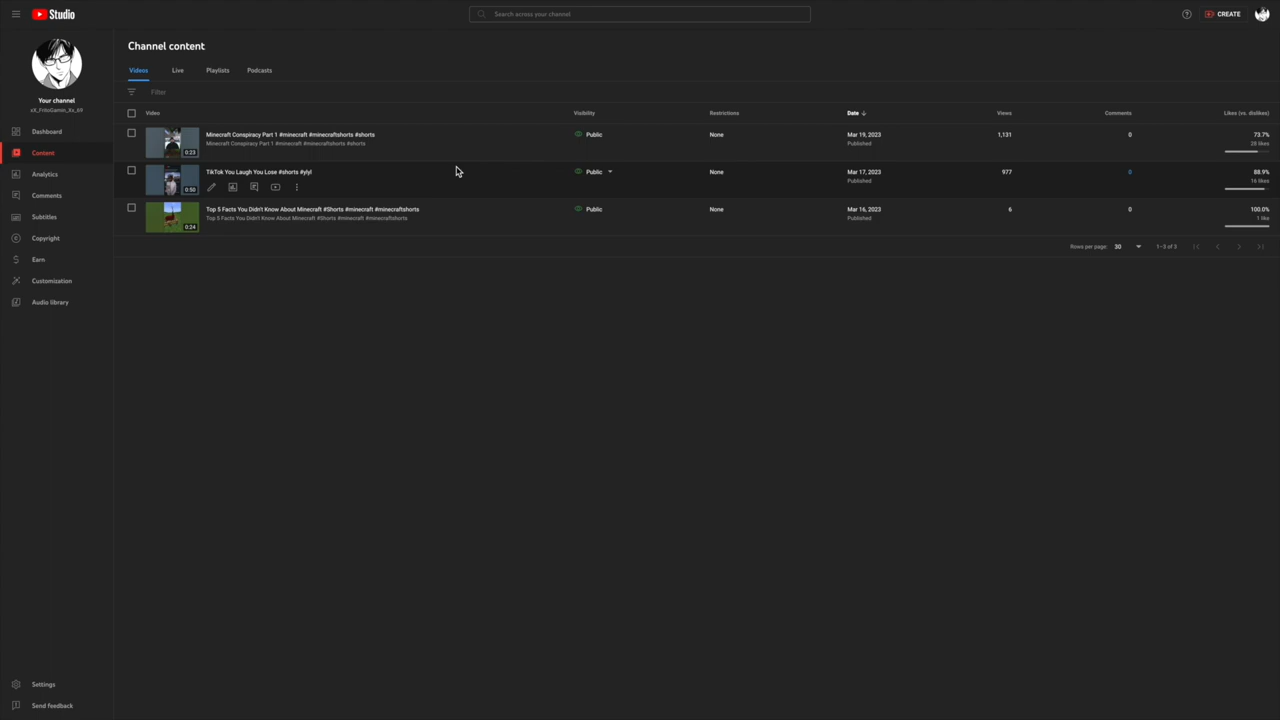 Studio
Search across your channel
CREATE
Channel content
Videos Live Playlists Podcasts
Your channel
xX_FritoGamin_Xx_69
Filter
Video Visibility Restrictions Date Views Comments Likes (vs. dislikes)
Dashboard
Content
Analytics
Comments
Subtitles
Copyright
Earn
Customization
Audio library
Minecraft Conspiracy Part 1 #minecraft #minecraftshorts #shorts Public None Mar 19, 2023 1,131 0 73.7%
Minecraft Conspiracy Part 1 #minecraft #minecraftshorts #shorts Published 28 likes
0:23
TikTok You Laugh You Lose #shorts #ylyl Public None Mar 17, 2023 977 0 88.9%
Published 16 likes
0:50
Top 5 Facts You Didn't Know About Minecraft #Shorts #minecraft #minecraftshorts Public None Mar 16, 2023 6 0 100.0%
Top 5 Facts You Didn't Know About Minecraft #Shorts #minecraft #minecraftshorts Published 1 like
0:24
Rows per page: 30 1–3 of 3
Settings
Send feedback